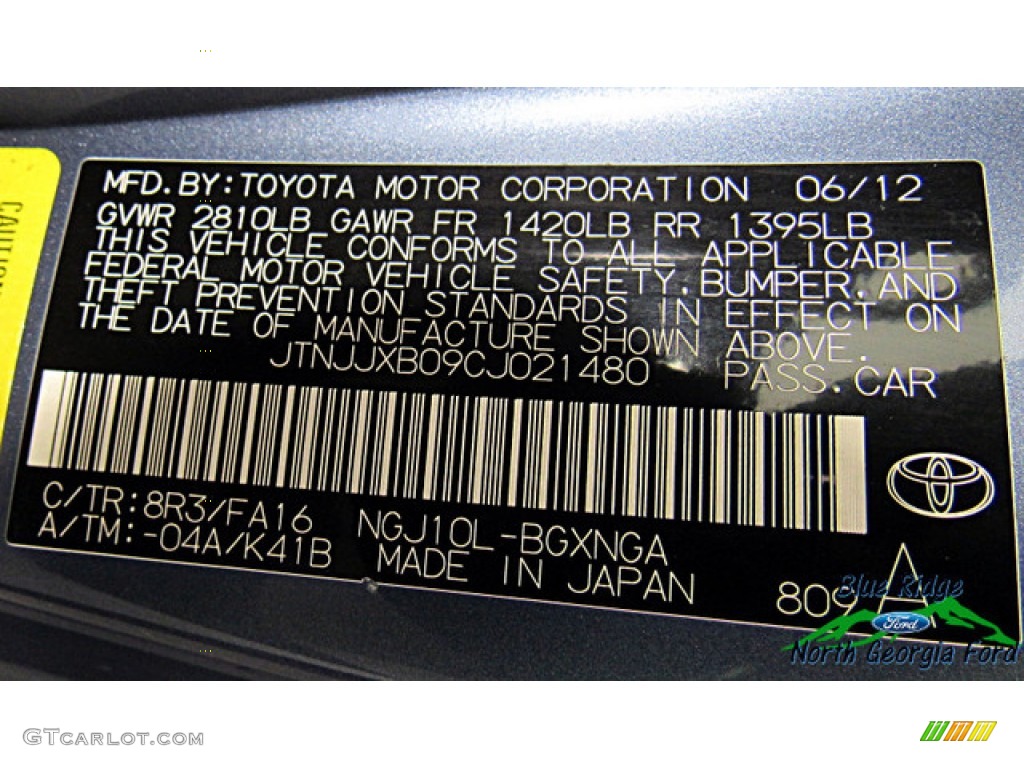 CAUTION
MFD.BY:TOYOTA MOTOR CORPORATION 06/12
GVWR 2810LB GAWR FR 1420LB RR 1395LB
THIS VEHICLE CONFORMS TO ALL APPLICABLE
FEDERAL MOTOR VEHICLE SAFETY,BUMPER,AND
THEFT PREVENTION STANDARDS IN EFFECT ON
THE DATE OF MANUFACTURE SHOWN ABOVE.
JTNJJXB09CJ021480 PASS.CAR
C/TR:8R3/FA16 NGJ10L-BGXNGA
A/TM:-04A/K41B MADE IN JAPAN
809 A
Blue Ridge
Ford
North Georgia Ford
GTCarLot.com